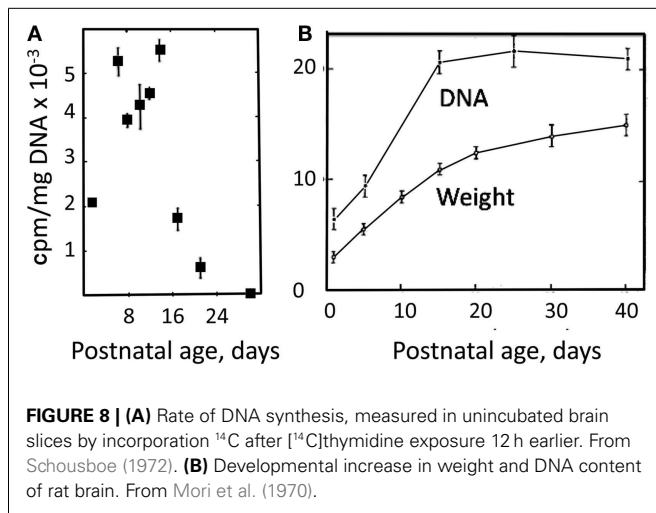 A
cpm/mg DNA x 10⁻³
5
4
3
2
1
8 16 24
Postnatal age, days
B
20
10
0
DNA
Weight
0 10 20 30 40
Postnatal age, days
FIGURE 8 | (A) Rate of DNA synthesis, measured in unincubated brain
slices by incorporation ¹⁴C after [¹⁴C]thymidine exposure 12 h earlier. From
Schousboe (1972). (B) Developmental increase in weight and DNA content
of rat brain. From Mori et al. (1970).